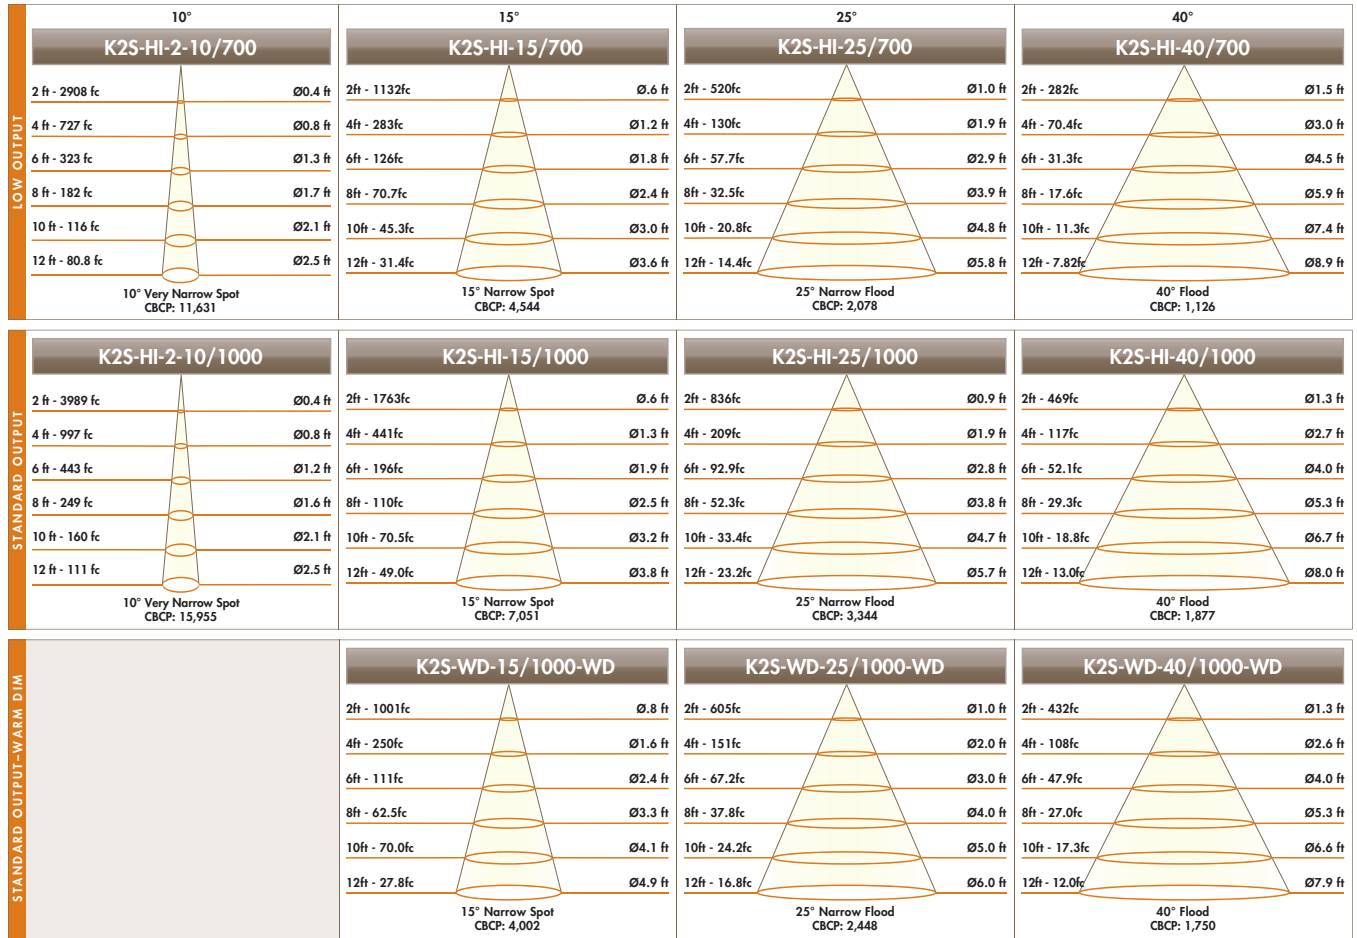 10°
15°
25°
40°
LOW OUTPUT
K2S-HI-2-10/700
2 ft - 2908 fc Ø0.4 ft
4 ft - 727 fc Ø0.8 ft
6 ft - 323 fc Ø1.3 ft
8 ft - 182 fc Ø1.7 ft
10 ft - 116 fc Ø2.1 ft
12 ft - 80.8 fc Ø2.5 ft
10° Very Narrow Spot
CBCP: 11,631
K2S-HI-15/700
2ft - 1132fc Ø.6 ft
4ft - 283fc Ø1.2 ft
6ft - 126fc Ø1.8 ft
8ft - 70.7fc Ø2.4 ft
10ft - 45.3fc Ø3.0 ft
12ft - 31.4fc Ø3.6 ft
15° Narrow Spot
CBCP: 4,544
K2S-HI-25/700
2ft - 520fc Ø1.0 ft
4ft - 130fc Ø1.9 ft
6ft - 57.7fc Ø2.9 ft
8ft - 32.5fc Ø3.9 ft
10ft - 20.8fc Ø4.8 ft
12ft - 14.4fc Ø5.8 ft
25° Narrow Flood
CBCP: 2,078
K2S-HI-40/700
2ft - 282fc Ø1.5 ft
4ft - 70.4fc Ø3.0 ft
6ft - 31.3fc Ø4.5 ft
8ft - 17.6fc Ø5.9 ft
10ft - 11.3fc Ø7.4 ft
12ft - 7.82fc Ø8.9 ft
40° Flood
CBCP: 1,126
STANDARD OUTPUT
K2S-HI-2-10/1000
2 ft - 3989 fc Ø0.4 ft
4 ft - 997 fc Ø0.8 ft
6 ft - 443 fc Ø1.2 ft
8 ft - 249 fc Ø1.6 ft
10 ft - 160 fc Ø2.1 ft
12 ft - 111 fc Ø2.5 ft
10° Very Narrow Spot
CBCP: 15,955
K2S-HI-15/1000
2ft - 1763fc Ø.6 ft
4ft - 441fc Ø1.3 ft
6ft - 196fc Ø1.9 ft
8ft - 110fc Ø2.5 ft
10ft - 70.5fc Ø3.2 ft
12ft - 49.0fc Ø3.8 ft
15° Narrow Spot
CBCP: 7,051
K2S-HI-25/1000
2ft - 836fc Ø0.9 ft
4ft - 209fc Ø1.9 ft
6ft - 92.9fc Ø2.8 ft
8ft - 52.3fc Ø3.8 ft
10ft - 33.4fc Ø4.7 ft
12ft - 23.2fc Ø5.7 ft
25° Narrow Flood
CBCP: 3,344
K2S-HI-40/1000
2ft - 469fc Ø1.3 ft
4ft - 117fc Ø2.7 ft
6ft - 52.1fc Ø4.0 ft
8ft - 29.3fc Ø5.3 ft
10ft - 18.8fc Ø6.7 ft
12ft - 13.0fc Ø8.0 ft
40° Flood
CBCP: 1,877
STANDARD OUTPUT–WARM DIM
K2S-WD-15/1000-WD
2ft - 1001fc Ø.8 ft
4ft - 250fc Ø1.6 ft
6ft - 111fc Ø2.4 ft
8ft - 62.5fc Ø3.3 ft
10ft - 70.0fc Ø4.1 ft
12ft - 27.8fc Ø4.9 ft
15° Narrow Spot
CBCP: 4,002
K2S-WD-25/1000-WD
2ft - 605fc Ø1.0 ft
4ft - 151fc Ø2.0 ft
6ft - 67.2fc Ø3.0 ft
8ft - 37.8fc Ø4.0 ft
10ft - 24.2fc Ø5.0 ft
12ft - 16.8fc Ø6.0 ft
25° Narrow Flood
CBCP: 2,448
K2S-WD-40/1000-WD
2ft - 432fc Ø1.3 ft
4ft - 108fc Ø2.6 ft
6ft - 47.9fc Ø4.0 ft
8ft - 27.0fc Ø5.3 ft
10ft - 17.3fc Ø6.6 ft
12ft - 12.0fc Ø7.9 ft
40° Flood
CBCP: 1,750